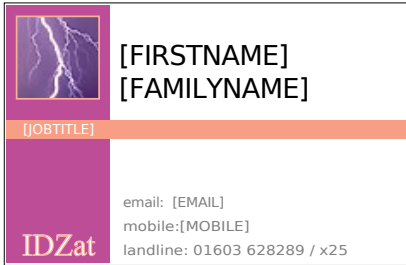 [FIRSTNAME]
[FAMILYNAME]
[JOBTITLE]
email: [EMAIL]
mobile:[MOBILE]
landline: 01603 628289 / x25
IDZat